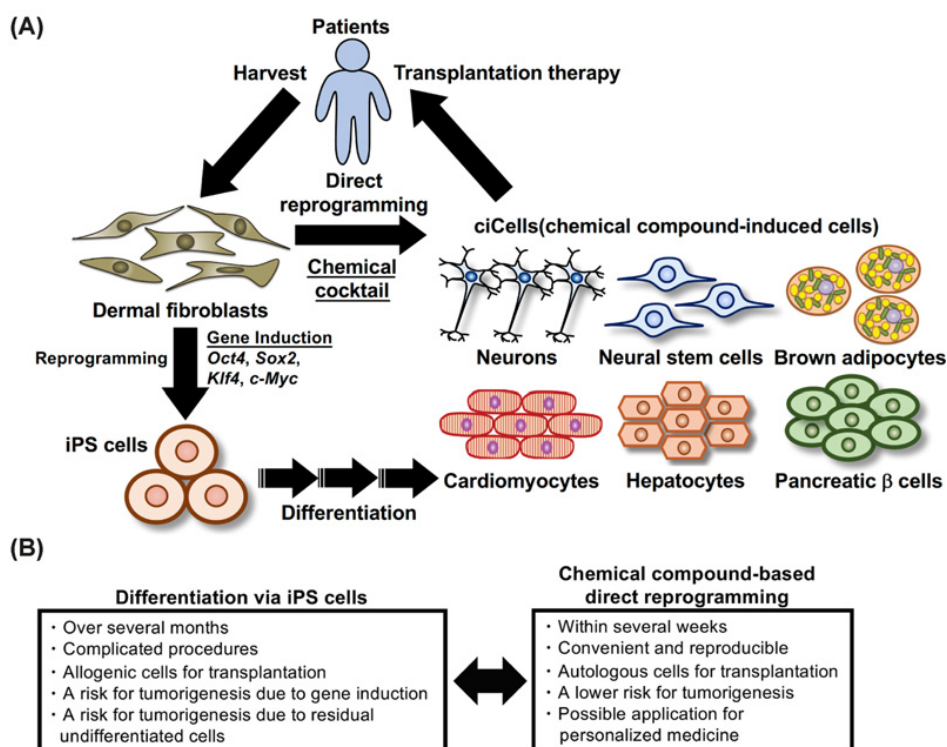 (A)
Patients
Harvest
Transplantation therapy
Direct
reprogramming
ciCells(chemical compound-induced cells)
Chemical
cocktail
Dermal fibroblasts
Neurons
Neural stem cells
Brown adipocytes
Reprogramming
Gene Induction
Oct4, Sox2,
Klf4, c-Myc
iPS cells
Differentiation
Cardiomyocytes
Hepatocytes
Pancreatic β cells
(B)
Differentiation via iPS cells
・Over several months
・Complicated procedures
・Allogenic cells for transplantation
・A risk for tumorigenesis due to gene induction
・A risk for tumorigenesis due to residual
undifferentiated cells
Chemical compound-based
direct reprogramming
・Within several weeks
・Convenient and reproducible
・Autologous cells for transplantation
・A lower risk for tumorigenesis
・Possible application for
personalized medicine